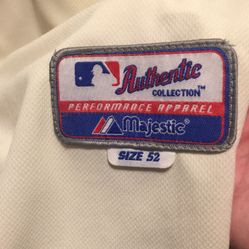 Authentic
COLLECTION™
PERFORMANCE APPAREL
Majestic®
SIZE 52